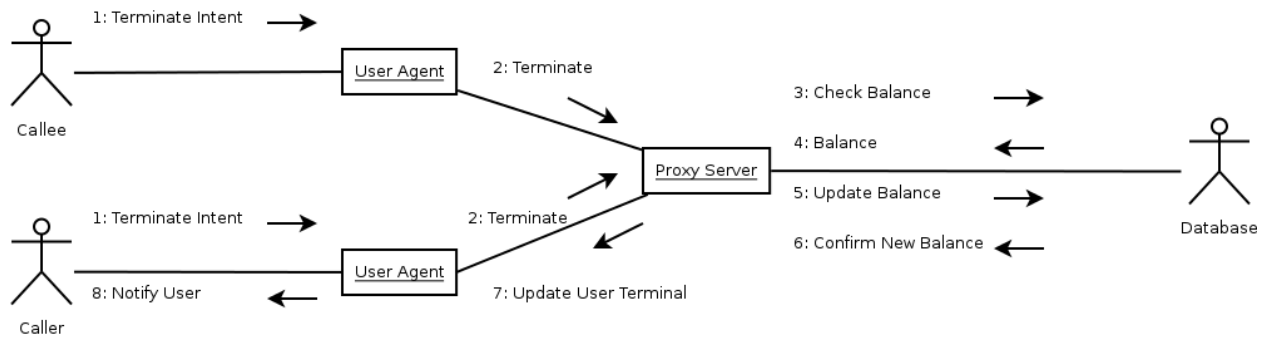 1: Terminate Intent
User Agent
2: Terminate
Callee
3: Check Balance
4: Balance
Proxy Server
5: Update Balance
Database
6: Confirm New Balance
1: Terminate Intent
2: Terminate
User Agent
8: Notify User
7: Update User Terminal
Caller